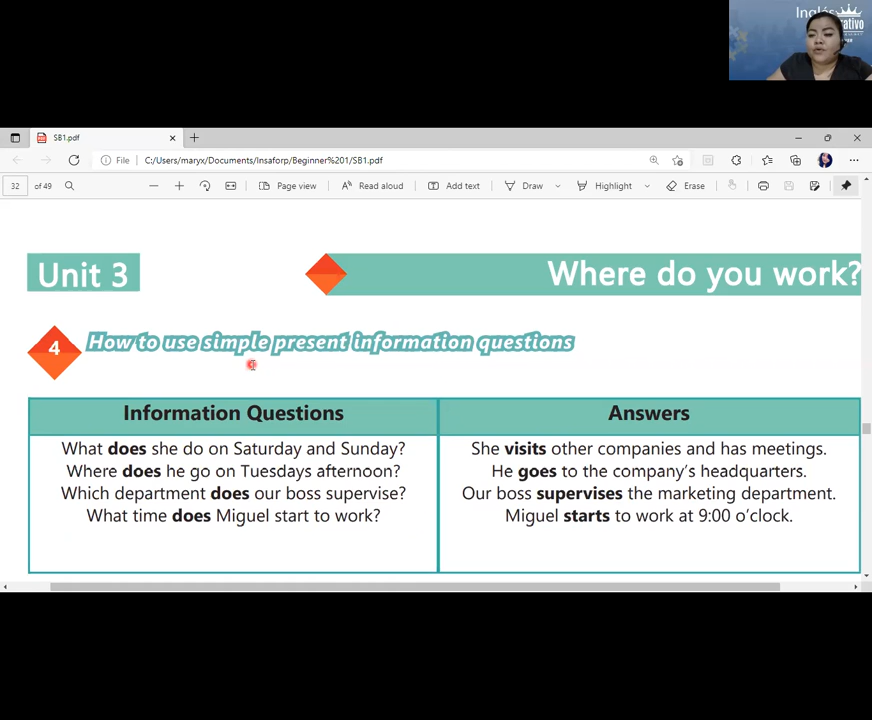 Inglés
SB1.pdf
File
C:/Users/maryx/Documents/Insaforp/Beginner%201/SB1.pdf
32 of 49
Page view
Read aloud
Add text
Draw
Highlight
Erase
Unit 3
Where do you work?
4 How to use simple present information questions
Information Questions
What does she do on Saturday and Sunday?
Where does he go on Tuesdays afternoon?
Which department does our boss supervise?
What time does Miguel start to work?
Answers
She visits other companies and has meetings.
He goes to the company's headquarters.
Our boss supervises the marketing department.
Miguel starts to work at 9:00 o'clock.